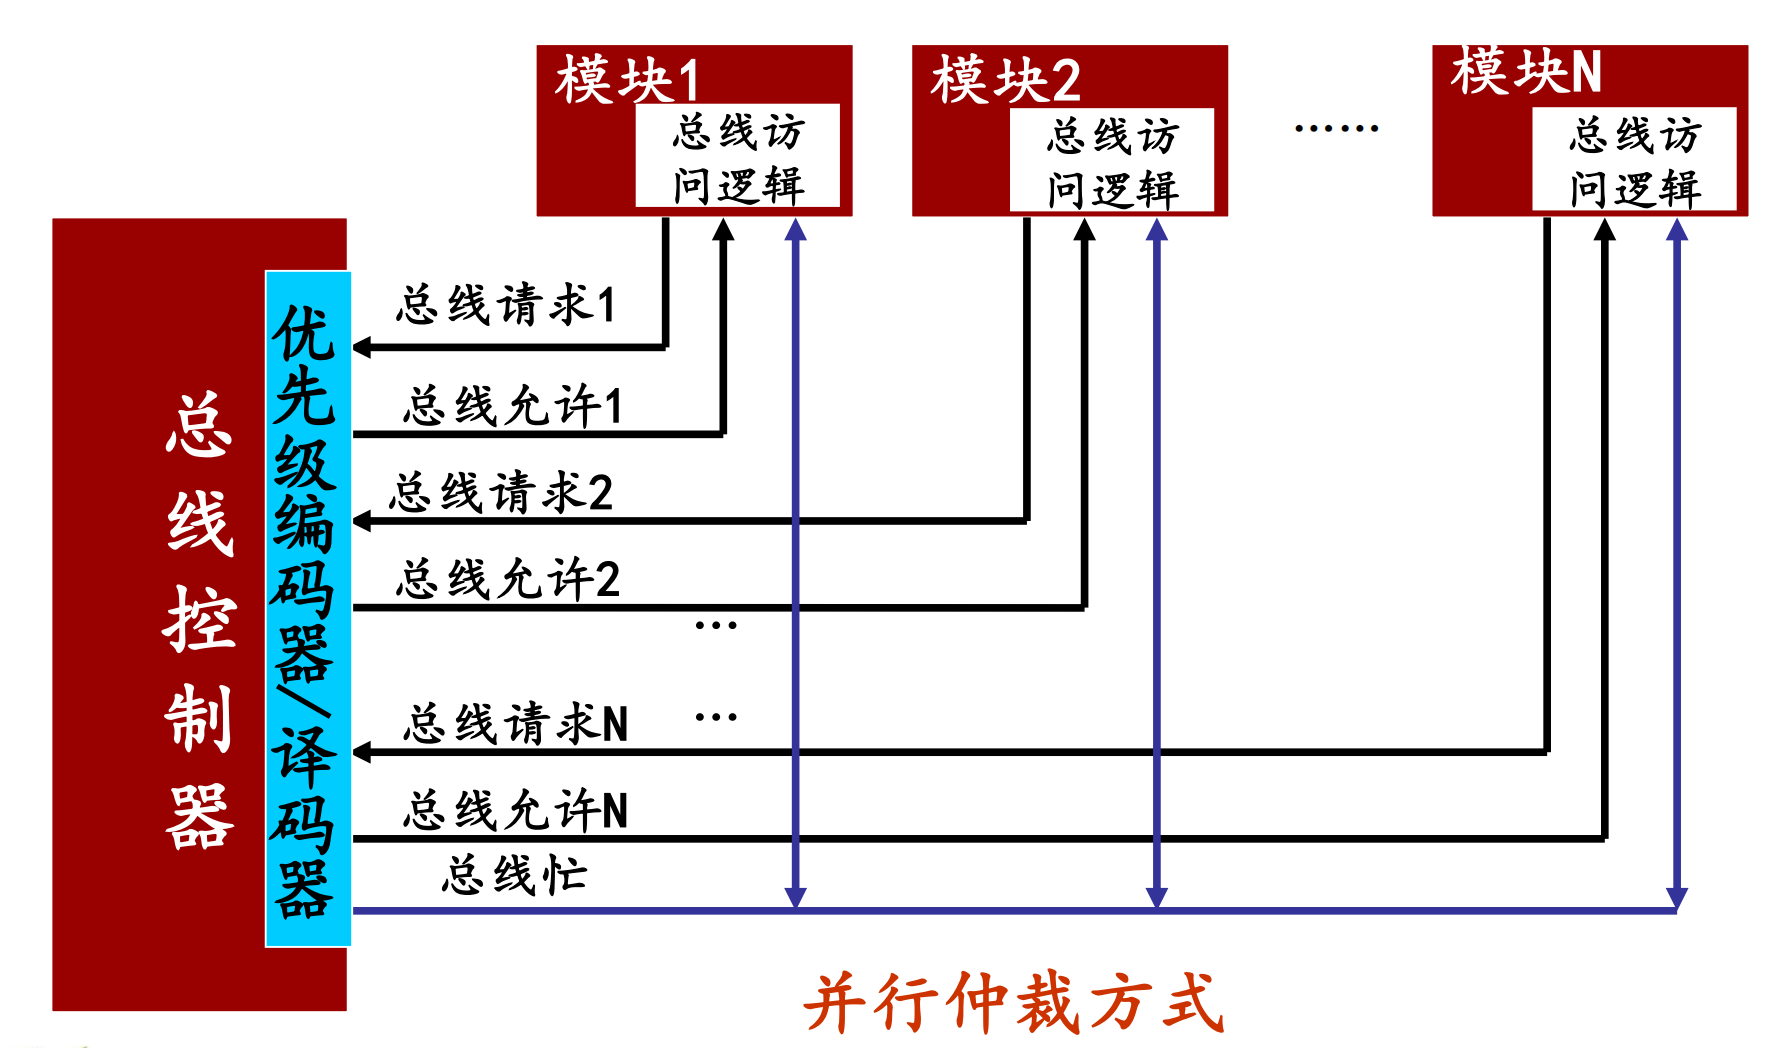 模块1
总线访
问逻辑
模块2
总线访
问逻辑
……
模块N
总线访
问逻辑
总线控制器
优先级编码器/译码器
总线请求1
总线允许1
总线请求2
总线允许2
…
…
总线请求N
总线允许N
总线忙
并行仲裁方式